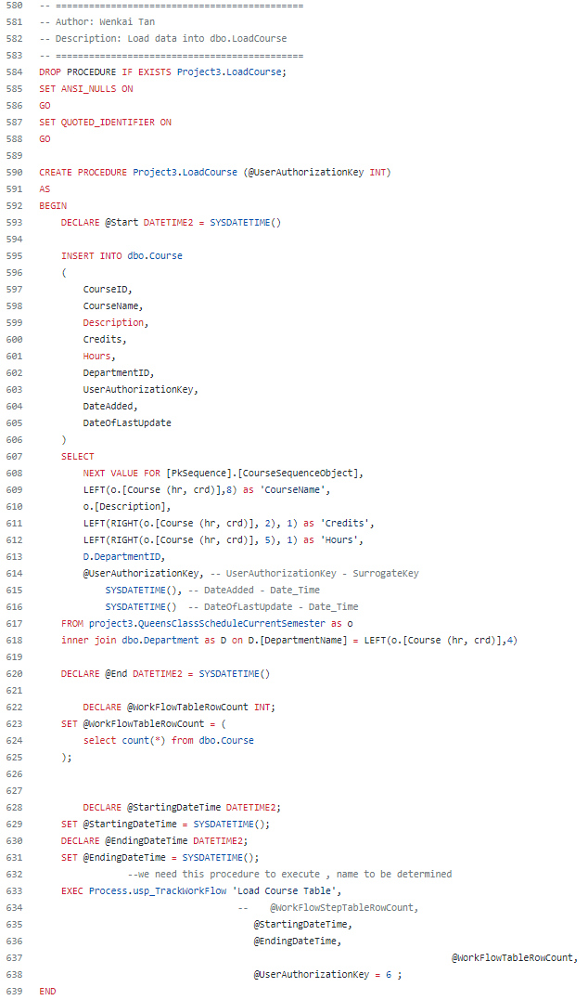 580 -- =============================================
581 -- Author: Wenkai Tan
582 -- Description: Load data into dbo.LoadCourse
583 -- =============================================
584 DROP PROCEDURE IF EXISTS Project3.LoadCourse;
585 SET ANSI_NULLS ON
586 GO
587 SET QUOTED_IDENTIFIER ON
588 GO
589
590 CREATE PROCEDURE Project3.LoadCourse (@UserAuthorizationKey INT)
591 AS
592 BEGIN
593 DECLARE @Start DATETIME2 = SYSDATETIME()
594
595 INSERT INTO dbo.Course
596 (
597 CourseID,
598 CourseName,
599 Description,
600 Credits,
601 Hours,
602 DepartmentID,
603 UserAuthorizationKey,
604 DateAdded,
605 DateOfLastUpdate
606 )
607 SELECT
608 NEXT VALUE FOR [PkSequence].[CourseSequenceObject],
609 LEFT(o.[Course (hr, crd)],8) as 'CourseName',
610 o.[Description],
611 LEFT(RIGHT(o.[Course (hr, crd)], 2), 1) as 'Credits',
612 LEFT(RIGHT(o.[Course (hr, crd)], 5), 1) as 'Hours',
613 D.DepartmentID,
614 @UserAuthorizationKey, -- UserAuthorizationKey - SurrogateKey
615 SYSDATETIME(), -- DateAdded - Date_Time
616 SYSDATETIME() -- DateOfLastUpdate - Date_Time
617 FROM project3.QueensClassScheduleCurrentSemester as o
618 inner join dbo.Department as D on D.[DepartmentName] = LEFT(o.[Course (hr, crd)],4)
619
620 DECLARE @End DATETIME2 = SYSDATETIME()
621
622 DECLARE @WorkFlowTableRowCount INT;
623 SET @WorkFlowTableRowCount = (
624 select count(*) from dbo.Course
625 );
626
627
628 DECLARE @StartingDateTime DATETIME2;
629 SET @StartingDateTime = SYSDATETIME();
630 DECLARE @EndingDateTime DATETIME2;
631 SET @EndingDateTime = SYSDATETIME();
632 --we need this procedure to execute , name to be determined
633 EXEC Process.usp_TrackWorkFlow 'Load Course Table',
634 -- @WorkFlowStepTableRowCount,
635 @StartingDateTime,
636 @EndingDateTime,
637 @WorkFlowTableRowCount,
638 @UserAuthorizationKey = 6 ;
639 END